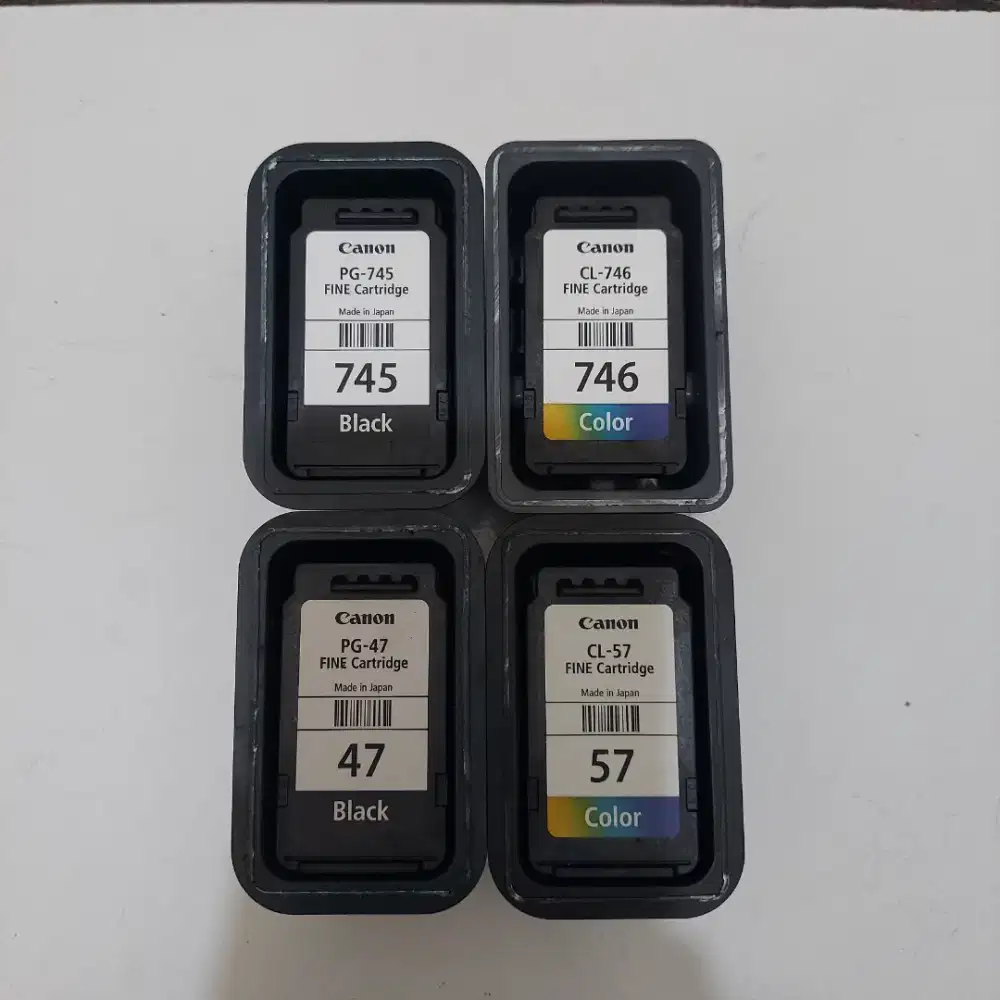 Canon
PG-745
FINE Cartridge
Made in Japan
745
Black
Canon
CL-746
FINE Cartridge
Made in Japan
746
Color
Canon
PG-47
FINE Cartridge
Made in Japan
47
Black
Canon
CL-57
FINE Cartridge
Made in Japan
57
Color